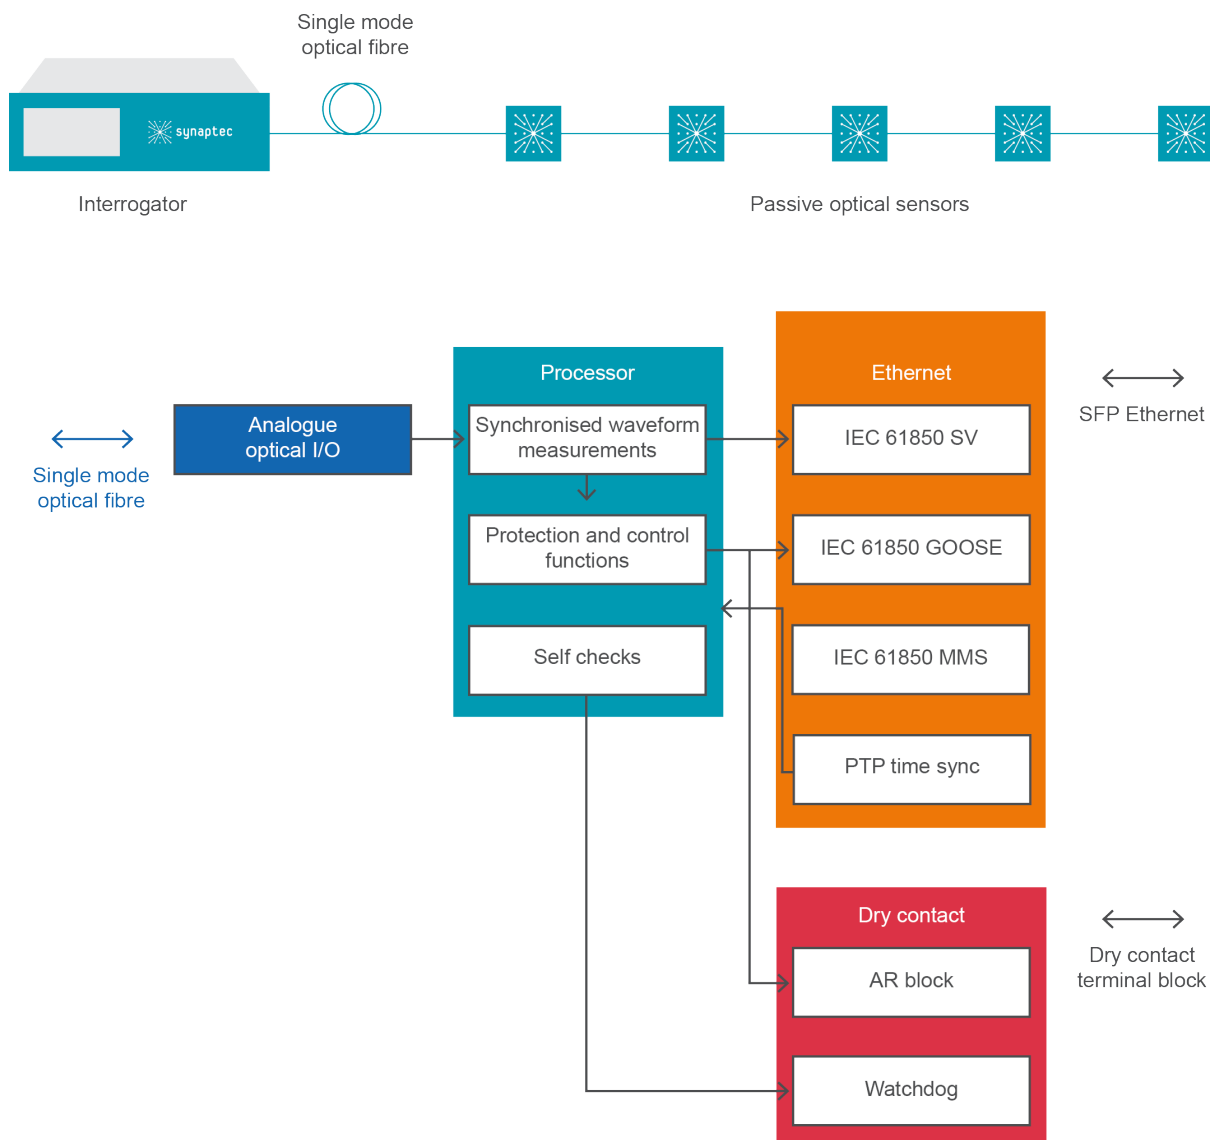 Single mode
optical fibre
synaptec
Interrogator
Passive optical sensors
Processor
Ethernet
Analogue
optical I/O
Synchronised waveform
measurements
IEC 61850 SV
SFP Ethernet
Single mode
optical fibre
Protection and control
functions
IEC 61850 GOOSE
Self checks
IEC 61850 MMS
PTP time sync
Dry contact
AR block
Dry contact
terminal block
Watchdog